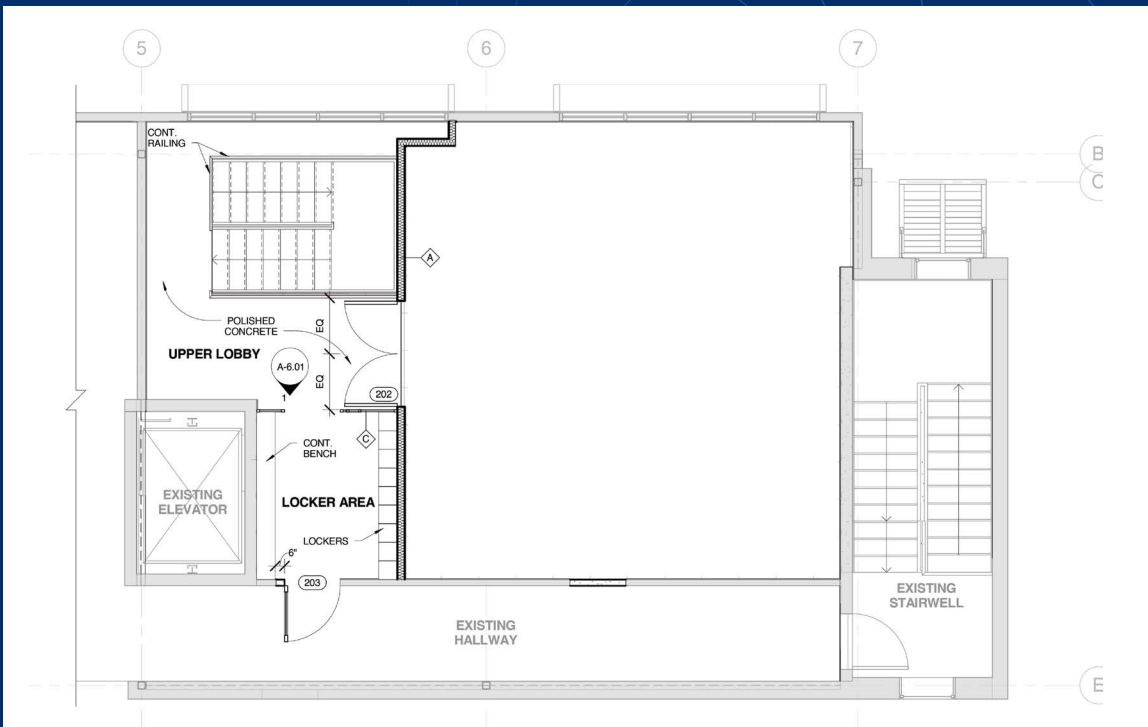 5
6
7
CONT.
RAILING
B
C
A
POLISHED
CONCRETE
EQ
UPPER LOBBY
A-6.01
1
EQ
202
C
CONT.
BENCH
EXISTING
ELEVATOR
LOCKER AREA
LOCKERS
6"
203
EXISTING
STAIRWELL
EXISTING
HALLWAY
E